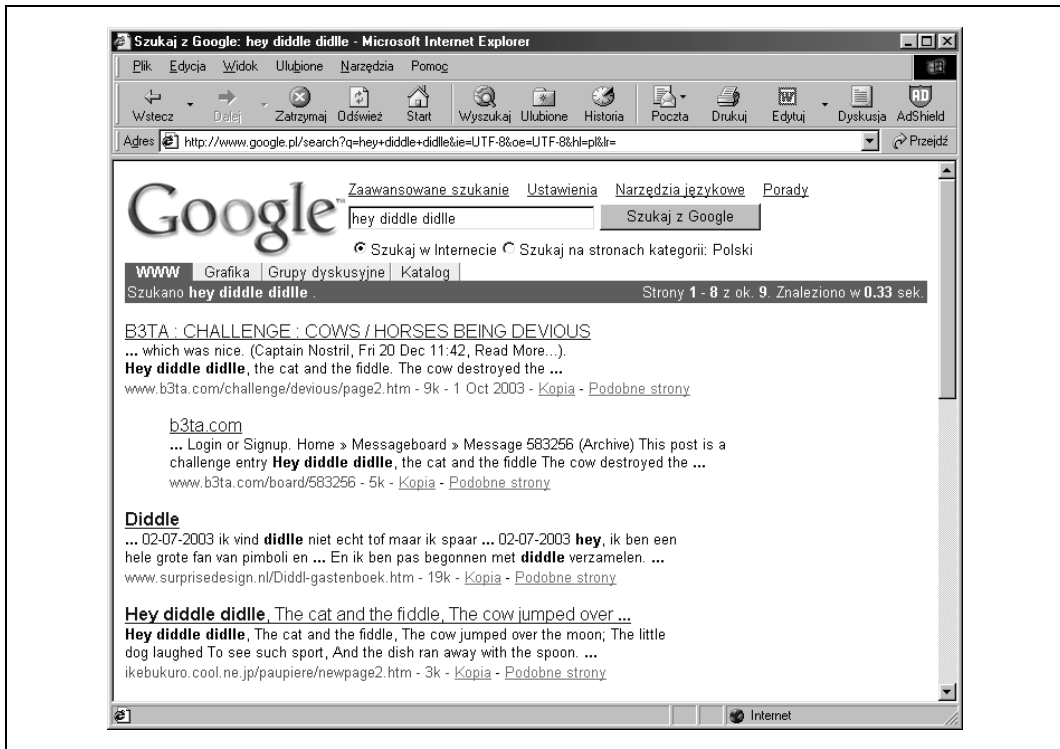 Szukaj z Google: hey diddle didlle - Microsoft Internet Explorer
Plik Edycja Widok Ulubione Narzędzia Pomoc
Wstecz Dalej Zatrzymaj Odśwież Start Wyszukaj Ulubione Historia Poczta Drukuj Edytuj Dyskusja AdShield
Adres http://www.google.pl/search?q=hey+diddle+didlle&ie=UTF-8&oe=UTF-8&hl=pl&lr= Przejdź
Zaawansowane szukanie Ustawienia Narzędzia językowe Porady
Google™ hey diddle didlle Szukaj z Google
Szukaj w Internecie Szukaj na stronach kategorii: Polski
WWW Grafika Grupy dyskusyjne Katalog
Szukano hey diddle didlle . Strony 1 - 8 z ok. 9. Znaleziono w 0.33 sek.
B3TA : CHALLENGE : COWS / HORSES BEING DEVIOUS
... which was nice. (Captain Nostril, Fri 20 Dec 11:42, Read More...).
Hey diddle didlle, the cat and the fiddle. The cow destroyed the ...
www.b3ta.com/challenge/devious/page2.htm - 9k - 1 Oct 2003 - Kopia - Podobne strony
b3ta.com
... Login or Signup. Home » Messageboard » Message 583256 (Archive) This post is a
challenge entry Hey diddle didlle, the cat and the fiddle The cow destroyed the ...
www.b3ta.com/board/583256 - 5k - Kopia - Podobne strony
Diddle
... 02-07-2003 ik vind didlle niet echt tof maar ik spaar ... 02-07-2003 hey, ik ben een
hele grote fan van pimboli en ... En ik ben pas begonnen met diddle verzamelen. ...
www.surprisedesign.nl/Diddl-gastenboek.htm - 19k - Kopia - Podobne strony
Hey diddle didlle, The cat and the fiddle, The cow jumped over ...
Hey diddle didlle, The cat and the fiddle, The cow jumped over the moon; The little
dog laughed To see such sport, And the dish ran away with the spoon. ...
ikebukuro.cool.ne.jp/paupiere/newpage2.htm - 3k - Kopia - Podobne strony
Internet